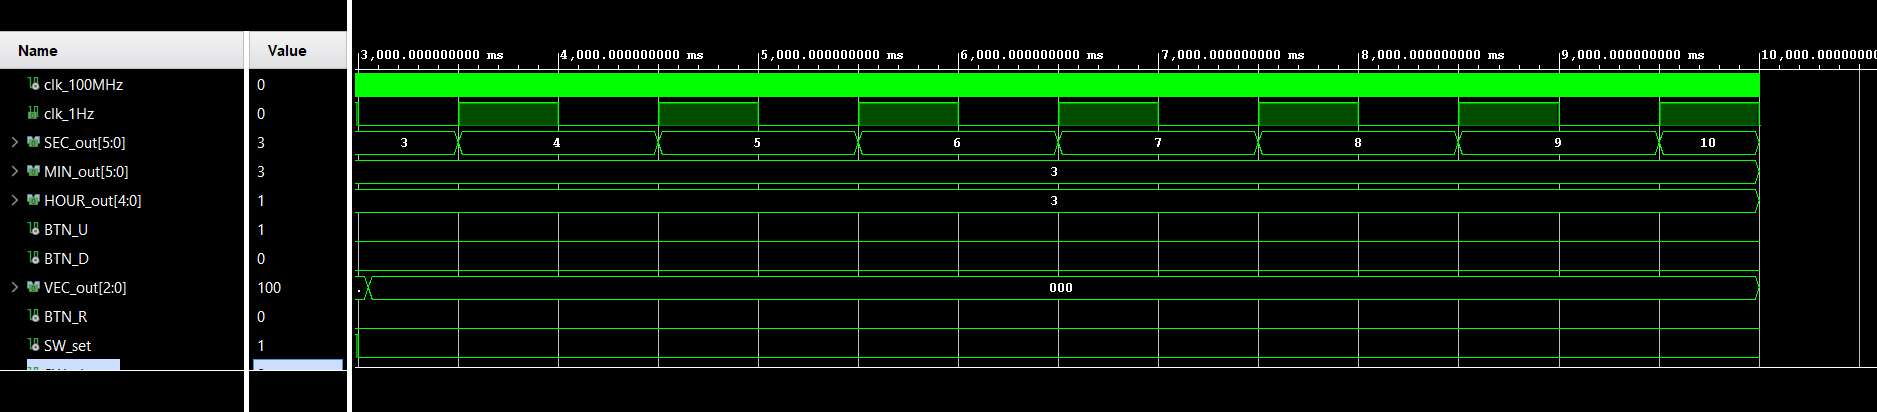 Name Value
3,000.000000000 ms 4,000.000000000 ms 5,000.000000000 ms 6,000.000000000 ms 7,000.000000000 ms 8,000.000000000 ms 9,000.000000000 ms 10,000.0000000
clk_100MHz 0
clk_1Hz 0
SEC_out[5:0] 3 3 4 5 6 7 8 9 10
MIN_out[5:0] 3 3
HOUR_out[4:0] 1 3
BTN_U 1
BTN_D 0
VEC_out[2:0] 100 . 000
BTN_R 0
SW_set 1